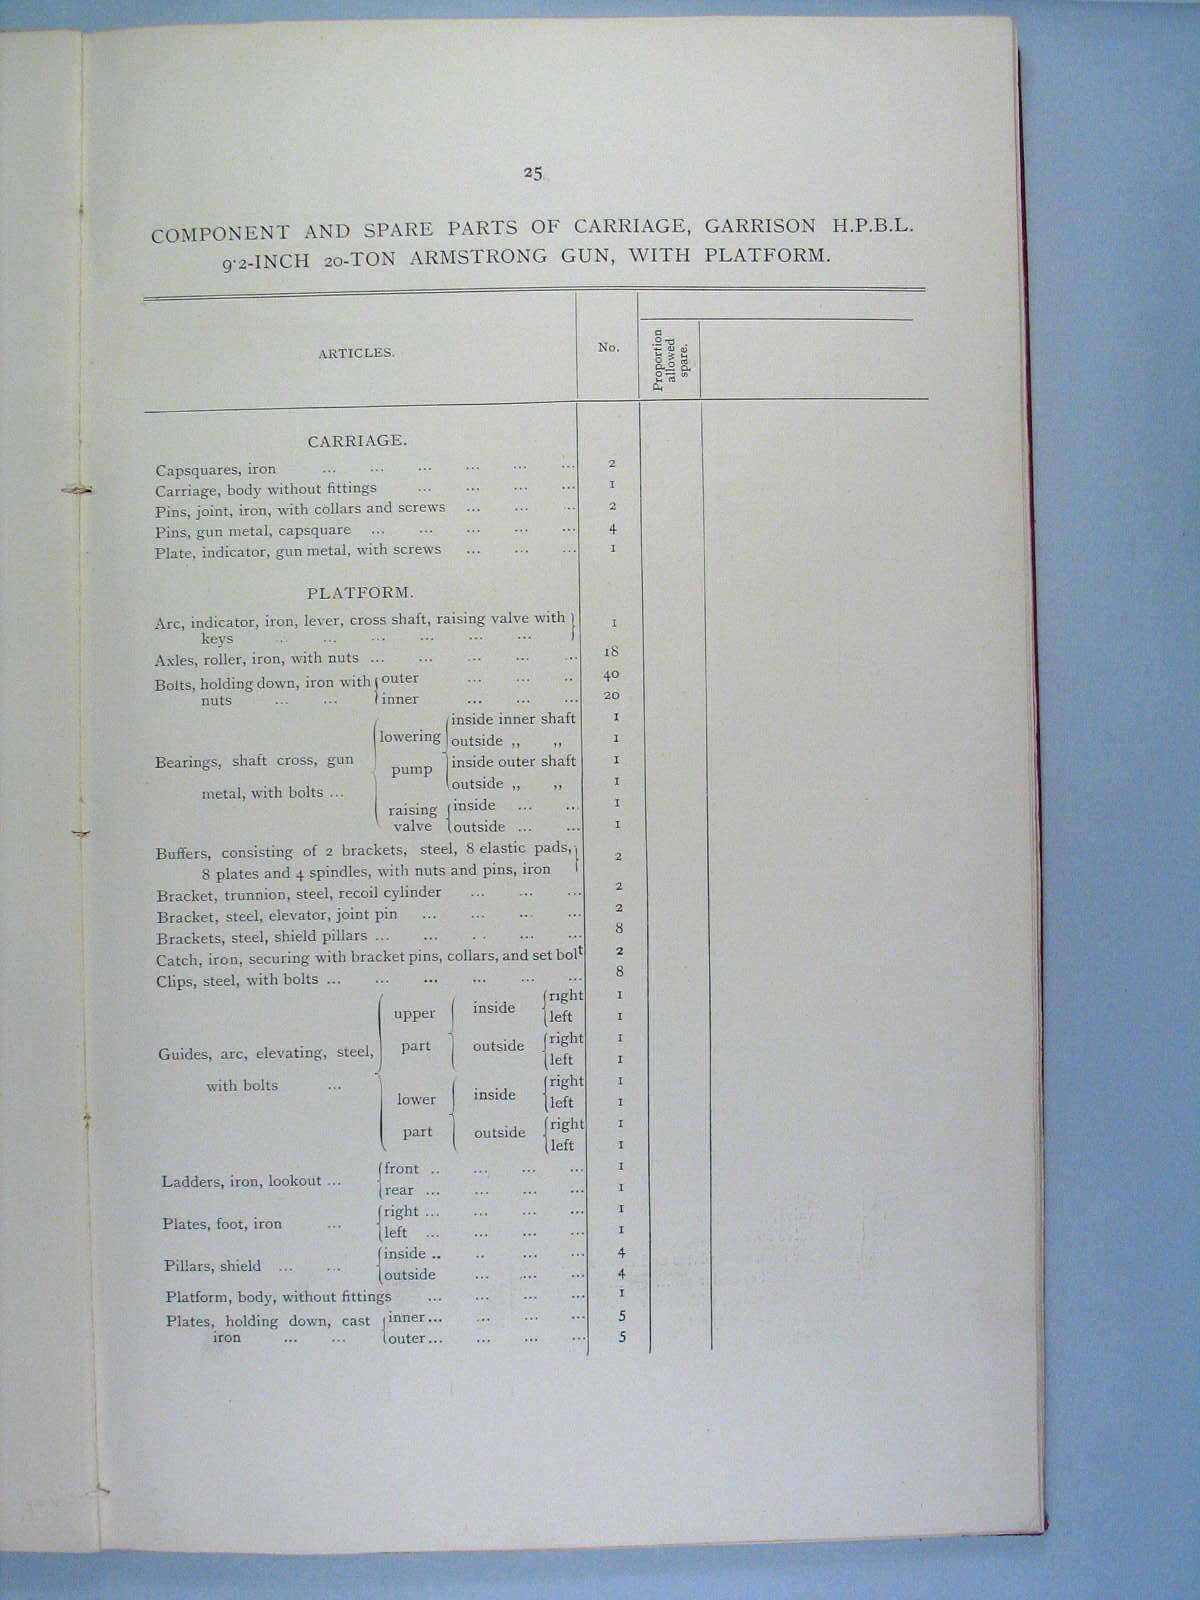 25
COMPONENT AND SPARE PARTS OF CARRIAGE, GARRISON H.P.B.L.
9·2-INCH 20-TON ARMSTRONG GUN, WITH PLATFORM.
ARTICLES. No. Proportion allowed spare.
CARRIAGE.
Capsquares, iron ... ... ... ... ... ... 2
Carriage, body without fittings ... ... ... ... 1
Pins, joint, iron, with collars and screws ... ... ... 2
Pins, gun metal, capsquare ... ... ... ... ... 4
Plate, indicator, gun metal, with screws ... ... ... 1
PLATFORM.
Arc, indicator, iron, lever, cross shaft, raising valve with
keys ... ... ... ... ... ... 1
Axles, roller, iron, with nuts ... ... ... ... ... 18
Bolts, holding down, iron with outer ... ... .. 40
nuts ... ... inner ... ... ... 20
inside inner shaft 1
lowering outside ,, ,, 1
Bearings, shaft cross, gun pump inside outer shaft 1
outside ,, ,, 1
metal, with bolts ... raising inside ... ... 1
valve outside ... ... 1
Buffers, consisting of 2 brackets, steel, 8 elastic pads,
8 plates and 4 spindles, with nuts and pins, iron 2
Bracket, trunnion, steel, recoil cylinder ... ... ... 2
Bracket, steel, elevator, joint pin ... ... ... ... 2
Brackets, steel, shield pillars ... ... .. ... ... 8
Catch, iron, securing with bracket pins, collars, and set bolt 2
Clips, steel, with bolts ... ... ... ... ... ... 8
upper inside right 1
left 1
part outside right 1
Guides, arc, elevating, steel, left 1
with bolts ... lower inside right 1
left 1
part outside right 1
left 1
Ladders, iron, lookout ... front .. ... ... ... 1
rear ... ... ... ... 1
Plates, foot, iron ... right ... ... ... ... 1
left ... ... ... ... 1
Pillars, shield ... ... inside .. .. ... ... 4
outside ... ... ... 4
Platform, body, without fittings ... ... ... ... 1
Plates, holding down, cast inner ... ... ... ... 5
iron ... ... outer ... ... ... ... 5